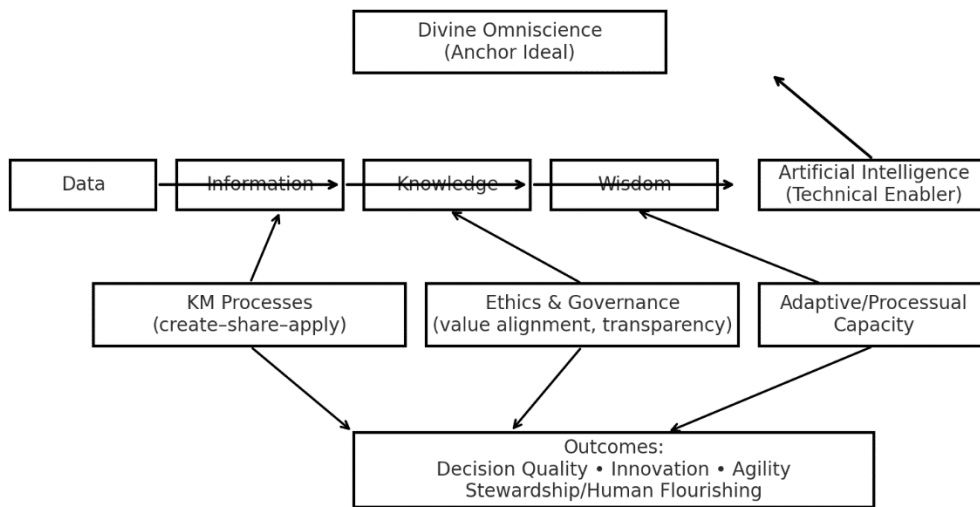 Divine Omniscience
(Anchor Ideal)
Data
Information
Knowledge
Wisdom
Artificial Intelligence
(Technical Enabler)
KM Processes
(create–share–apply)
Ethics & Governance
(value alignment, transparency)
Adaptive/Processual
Capacity
Outcomes:
Decision Quality • Innovation • Agility
Stewardship/Human Flourishing